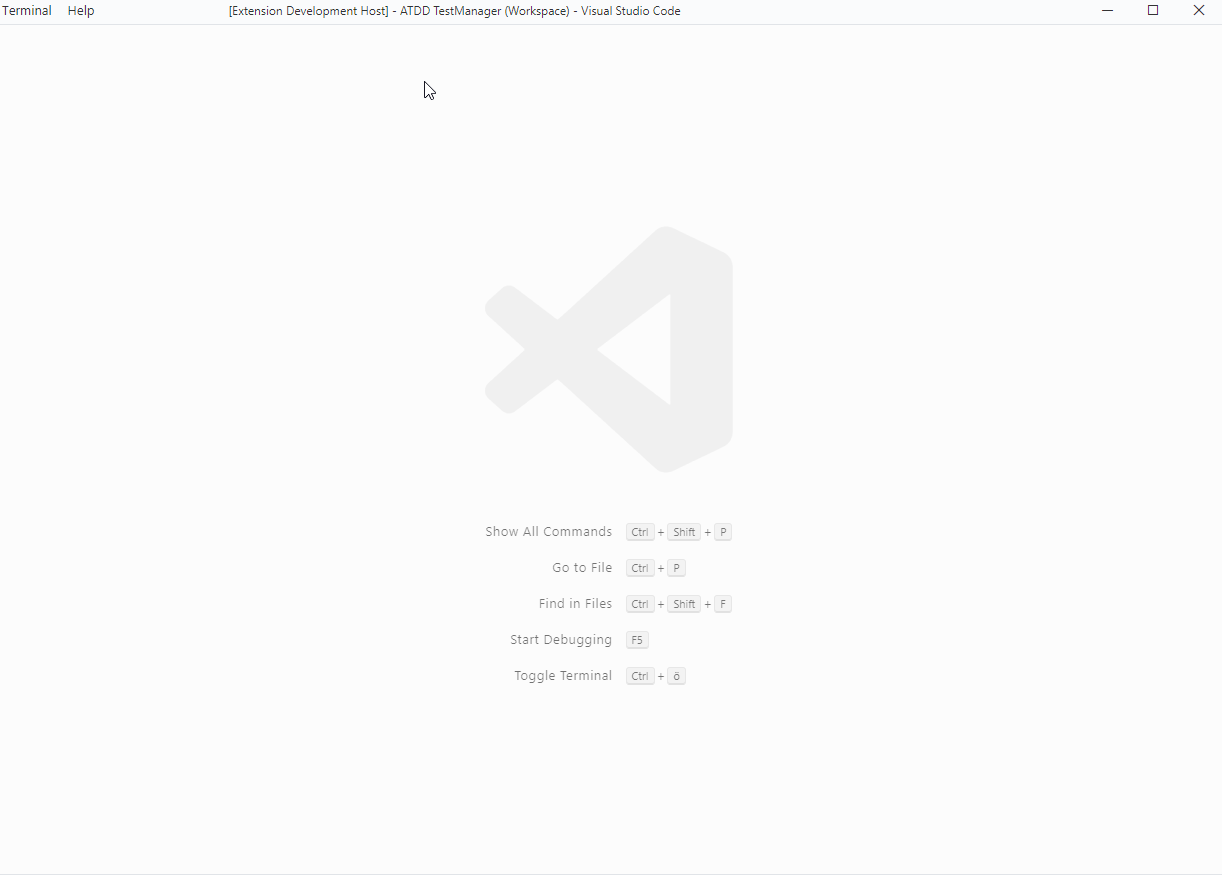 Terminal Help [Extension Development Host] - ATDD TestManager (Workspace) - Visual Studio Code
Show All Commands Ctrl + Shift + P
Go to File Ctrl + P
Find in Files Ctrl + Shift + F
Start Debugging F5
Toggle Terminal Ctrl + ö